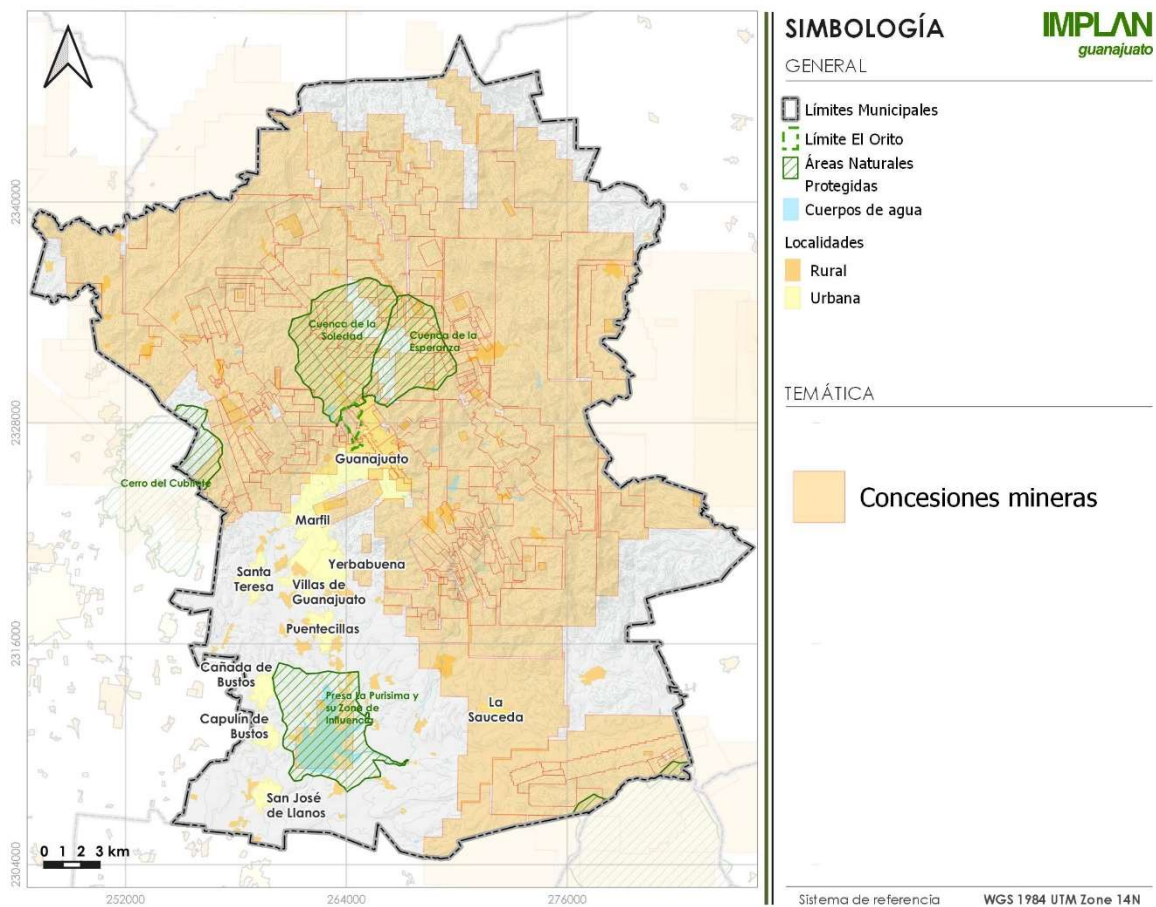 2340000
2328000
2316000
2304000
252000
264000
276000
Cuenca de la
Soledad
Cuenca de la
Esperanza
Guanajuato
Cerro del Cubilete
Marfil
Santa
Teresa
Yerbabuena
Villas de
Guanajuato
Puentecillas
Cañada de
Bustos
Presa La Purisima y
su Zona de
Influencia
La
Sauceda
Capulín de
Bustos
San José
de Llanos
0 1 2 3 km
SIMBOLOGÍA
IMPLAN
guanajuato
GENERAL
Límites Municipales
Límite El Orito
Áreas Naturales
Protegidas
Cuerpos de agua
Localidades
Rural
Urbana
TEMÁTICA
Concesiones mineras
Sistema de referencia WGS 1984 UTM Zone 14N